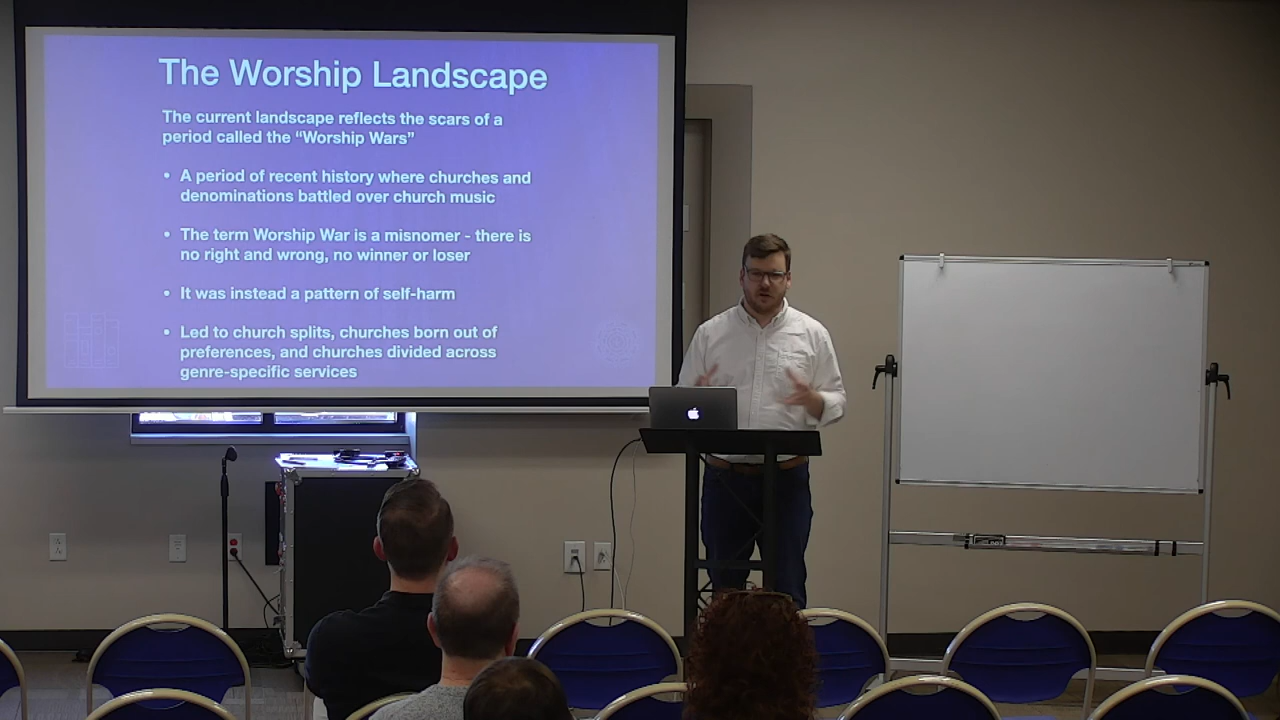 The Worship Landscape
The current landscape reflects the scars of a
period called the “Worship Wars”
• A period of recent history where churches and
denominations battled over church music
• The term Worship War is a misnomer - there is
no right and wrong, no winner or loser
• It was instead a pattern of self-harm
• Led to church splits, churches born out of
preferences, and churches divided across
genre-specific services